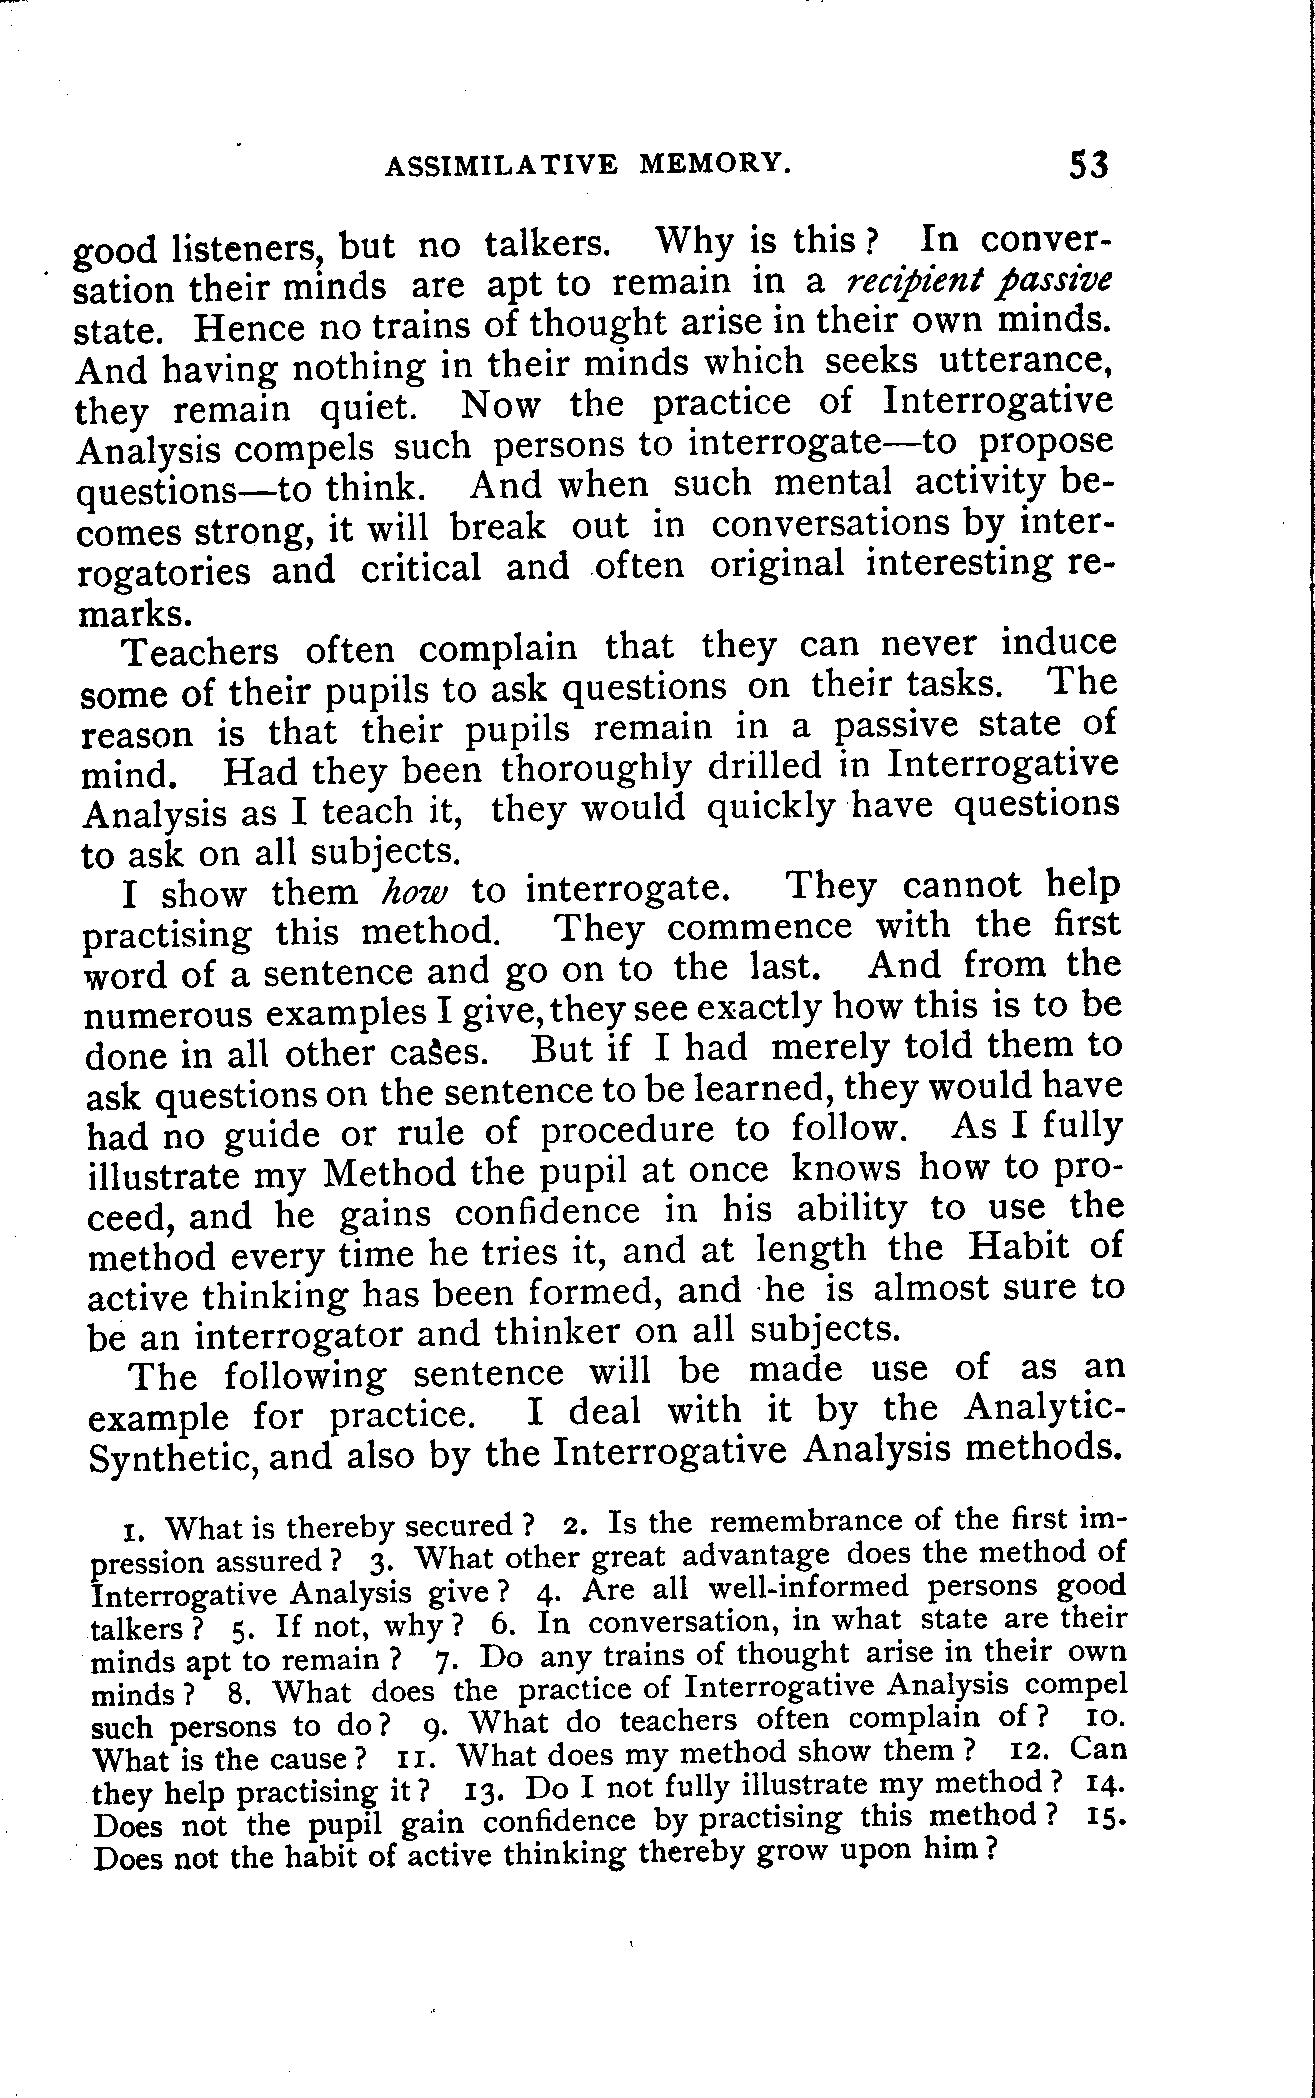 ASSIMILATIVE MEMORY. 53
good listeners, but no talkers. Why is this? In conver-
sation their minds are apt to remain in a recipient passive
state. Hence no trains of thought arise in their own minds.
And having nothing in their minds which seeks utterance,
they remain quiet. Now the practice of Interrogative
Analysis compels such persons to interrogate—to propose
questions—to think. And when such mental activity be-
comes strong, it will break out in conversations by inter-
rogatories and critical and often original interesting re-
marks.
Teachers often complain that they can never induce
some of their pupils to ask questions on their tasks. The
reason is that their pupils remain in a passive state of
mind. Had they been thoroughly drilled in Interrogative
Analysis as I teach it, they would quickly have questions
to ask on all subjects.
I show them how to interrogate. They cannot help
practising this method. They commence with the first
word of a sentence and go on to the last. And from the
numerous examples I give, they see exactly how this is to be
done in all other cases. But if I had merely told them to
ask questions on the sentence to be learned, they would have
had no guide or rule of procedure to follow. As I fully
illustrate my Method the pupil at once knows how to pro-
ceed, and he gains confidence in his ability to use the
method every time he tries it, and at length the Habit of
active thinking has been formed, and he is almost sure to
be an interrogator and thinker on all subjects.
The following sentence will be made use of as an
example for practice. I deal with it by the Analytic-
Synthetic, and also by the Interrogative Analysis methods.
1. What is thereby secured? 2. Is the remembrance of the first im-
pression assured? 3. What other great advantage does the method of
Interrogative Analysis give? 4. Are all well-informed persons good
talkers? 5. If not, why? 6. In conversation, in what state are their
minds apt to remain? 7. Do any trains of thought arise in their own
minds? 8. What does the practice of Interrogative Analysis compel
such persons to do? 9. What do teachers often complain of? 10.
What is the cause? 11. What does my method show them? 12. Can
they help practising it? 13. Do I not fully illustrate my method? 14.
Does not the pupil gain confidence by practising this method? 15.
Does not the habit of active thinking thereby grow upon him?